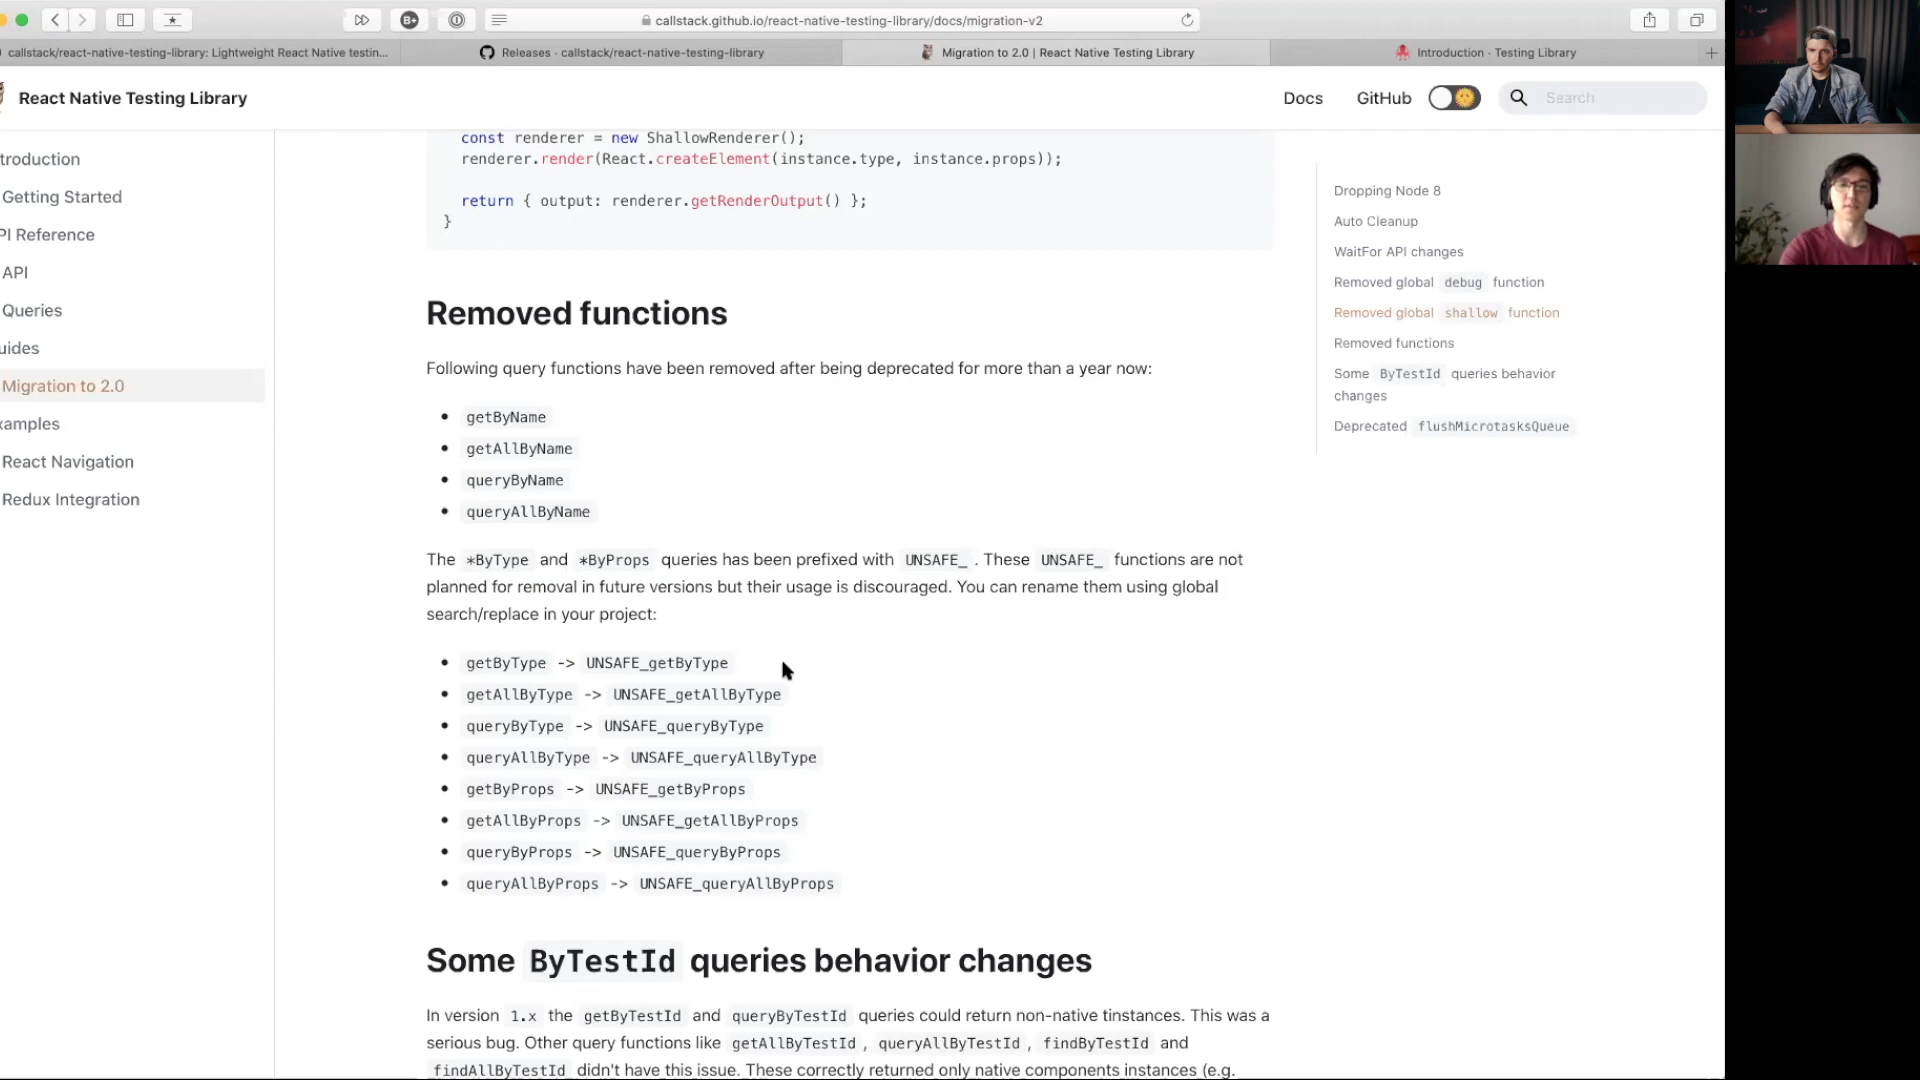 callstack.github.io/react-native-testing-library/docs/migration-v2
callstack/react-native-testing-library: Lightweight React Native testin...
Releases · callstack/react-native-testing-library
Migration to 2.0 | React Native Testing Library
Introduction · Testing Library
React Native Testing Library
Docs
GitHub
Search
troduction
Getting Started
PI Reference
API
Queries
uides
Migration to 2.0
xamples
React Navigation
Redux Integration
const renderer = new ShallowRenderer();
renderer.render(React.createElement(instance.type, instance.props));
return { output: renderer.getRenderOutput() };
}
Removed functions
Following query functions have been removed after being deprecated for more than a year now:
• getByName
• getAllByName
• queryByName
• queryAllByName
The *ByType and *ByProps queries has been prefixed with UNSAFE_ . These UNSAFE_ functions are not
planned for removal in future versions but their usage is discouraged. You can rename them using global
search/replace in your project:
• getByType -> UNSAFE_getByType
• getAllByType -> UNSAFE_getAllByType
• queryByType -> UNSAFE_queryByType
• queryAllByType -> UNSAFE_queryAllByType
• getByProps -> UNSAFE_getByProps
• getAllByProps -> UNSAFE_getAllByProps
• queryByProps -> UNSAFE_queryByProps
• queryAllByProps -> UNSAFE_queryAllByProps
Some ByTestId queries behavior changes
In version 1.x the getByTestId and queryByTestId queries could return non-native tinstances. This was a
serious bug. Other query functions like getAllByTestId , queryAllByTestId , findByTestId and
findAllByTestId didn't have this issue. These correctly returned only native components instances (e.g.
Dropping Node 8
Auto Cleanup
WaitFor API changes
Removed global debug function
Removed global shallow function
Removed functions
Some ByTestId queries behavior
changes
Deprecated flushMicrotasksQueue